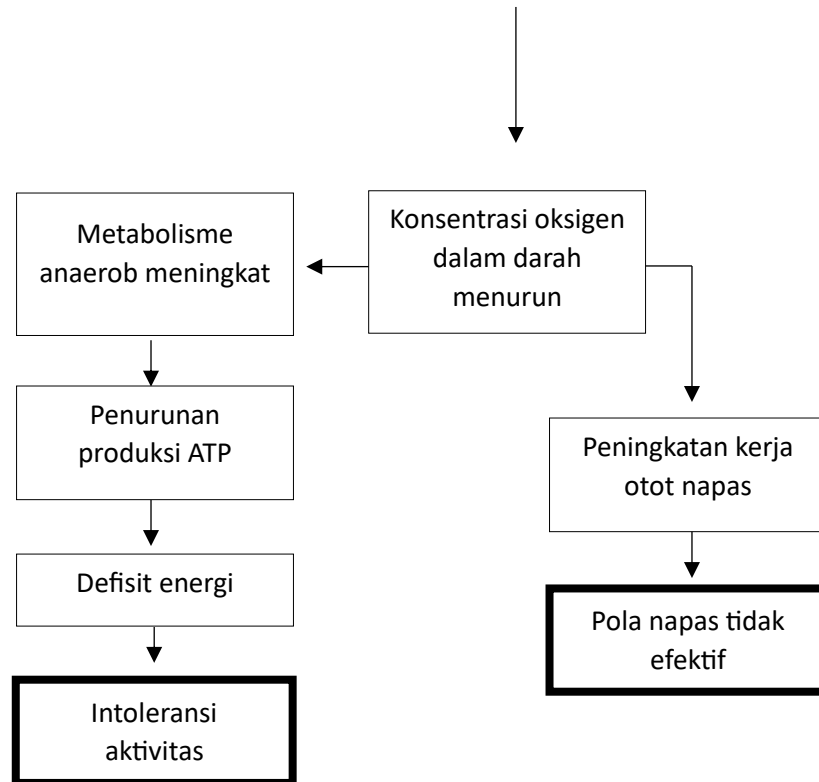 Konsentrasi oksigen
dalam darah
menurun
Metabolisme
anaerob meningkat
Penurunan
produksi ATP
Defisit energi
Intoleransi
aktivitas
Peningkatan kerja
otot napas
Pola napas tidak
efektif